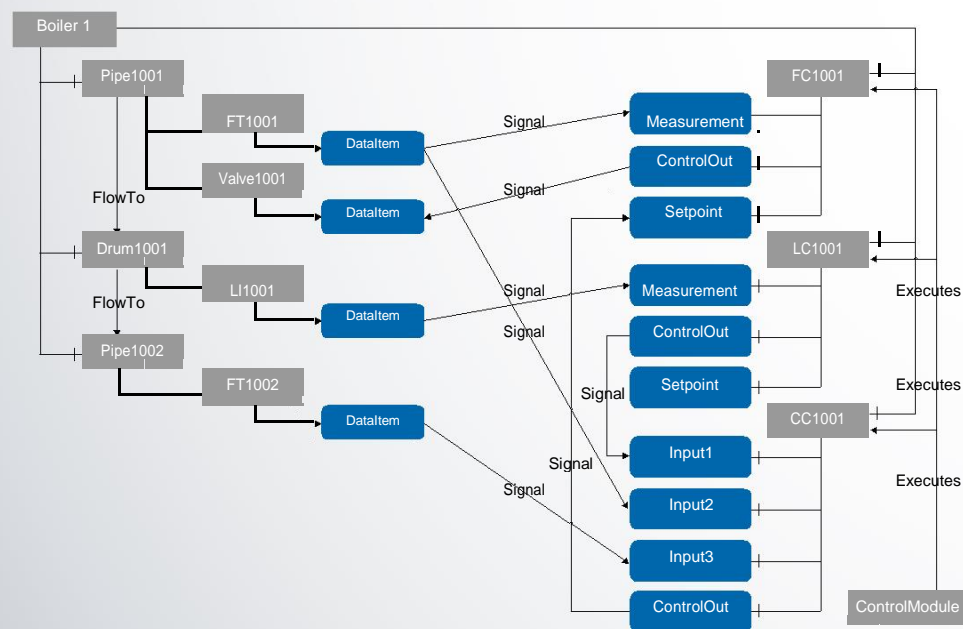 Boiler 1
Pipe1001
FC1001
FT1001
Signal
Measurement
DataItem
ControlOut
Valve1001
Signal
FlowTo
DataItem
Setpoint
Drum1001
LC1001
LI1001
Signal
Measurement
Executes
FlowTo
DataItem
Signal
ControlOut
Pipe1002
FT1002
Signal
Setpoint
Executes
DataItem
CC1001
Input1
Signal
Signal
Executes
Input2
Input3
ControlOut
ControlModule